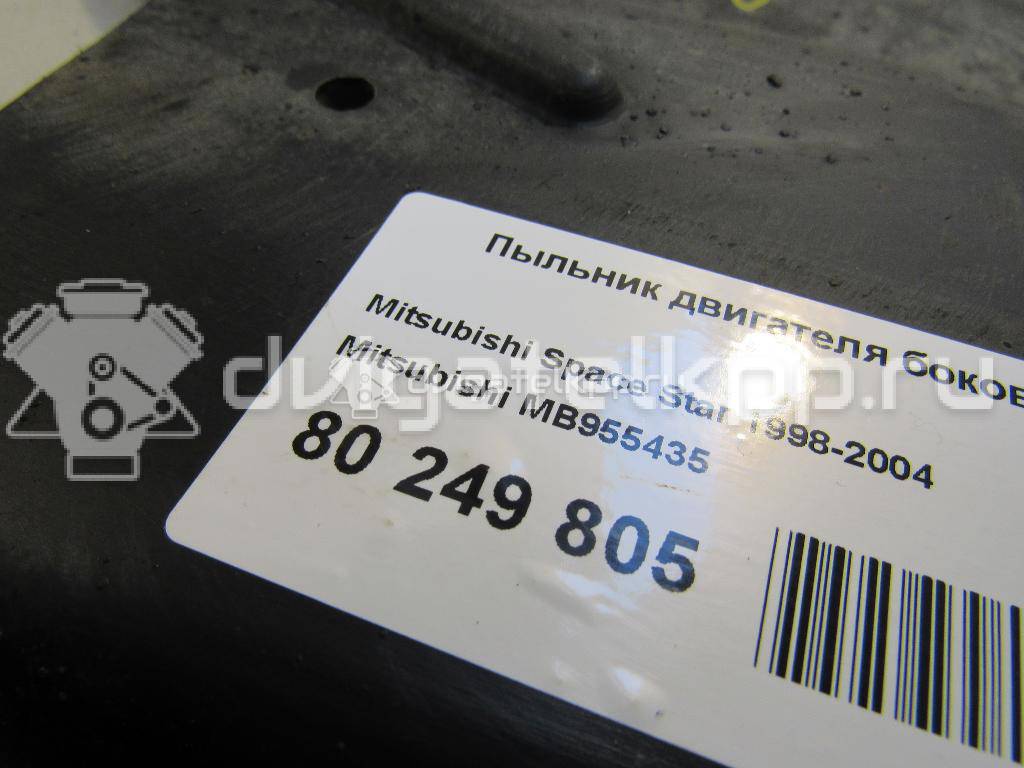 Пыльник двигателя боков
Mitsubishi Space Star 1998-2004
Mitsubishi MB955435
80 249 805
dvigatelkpp.ru